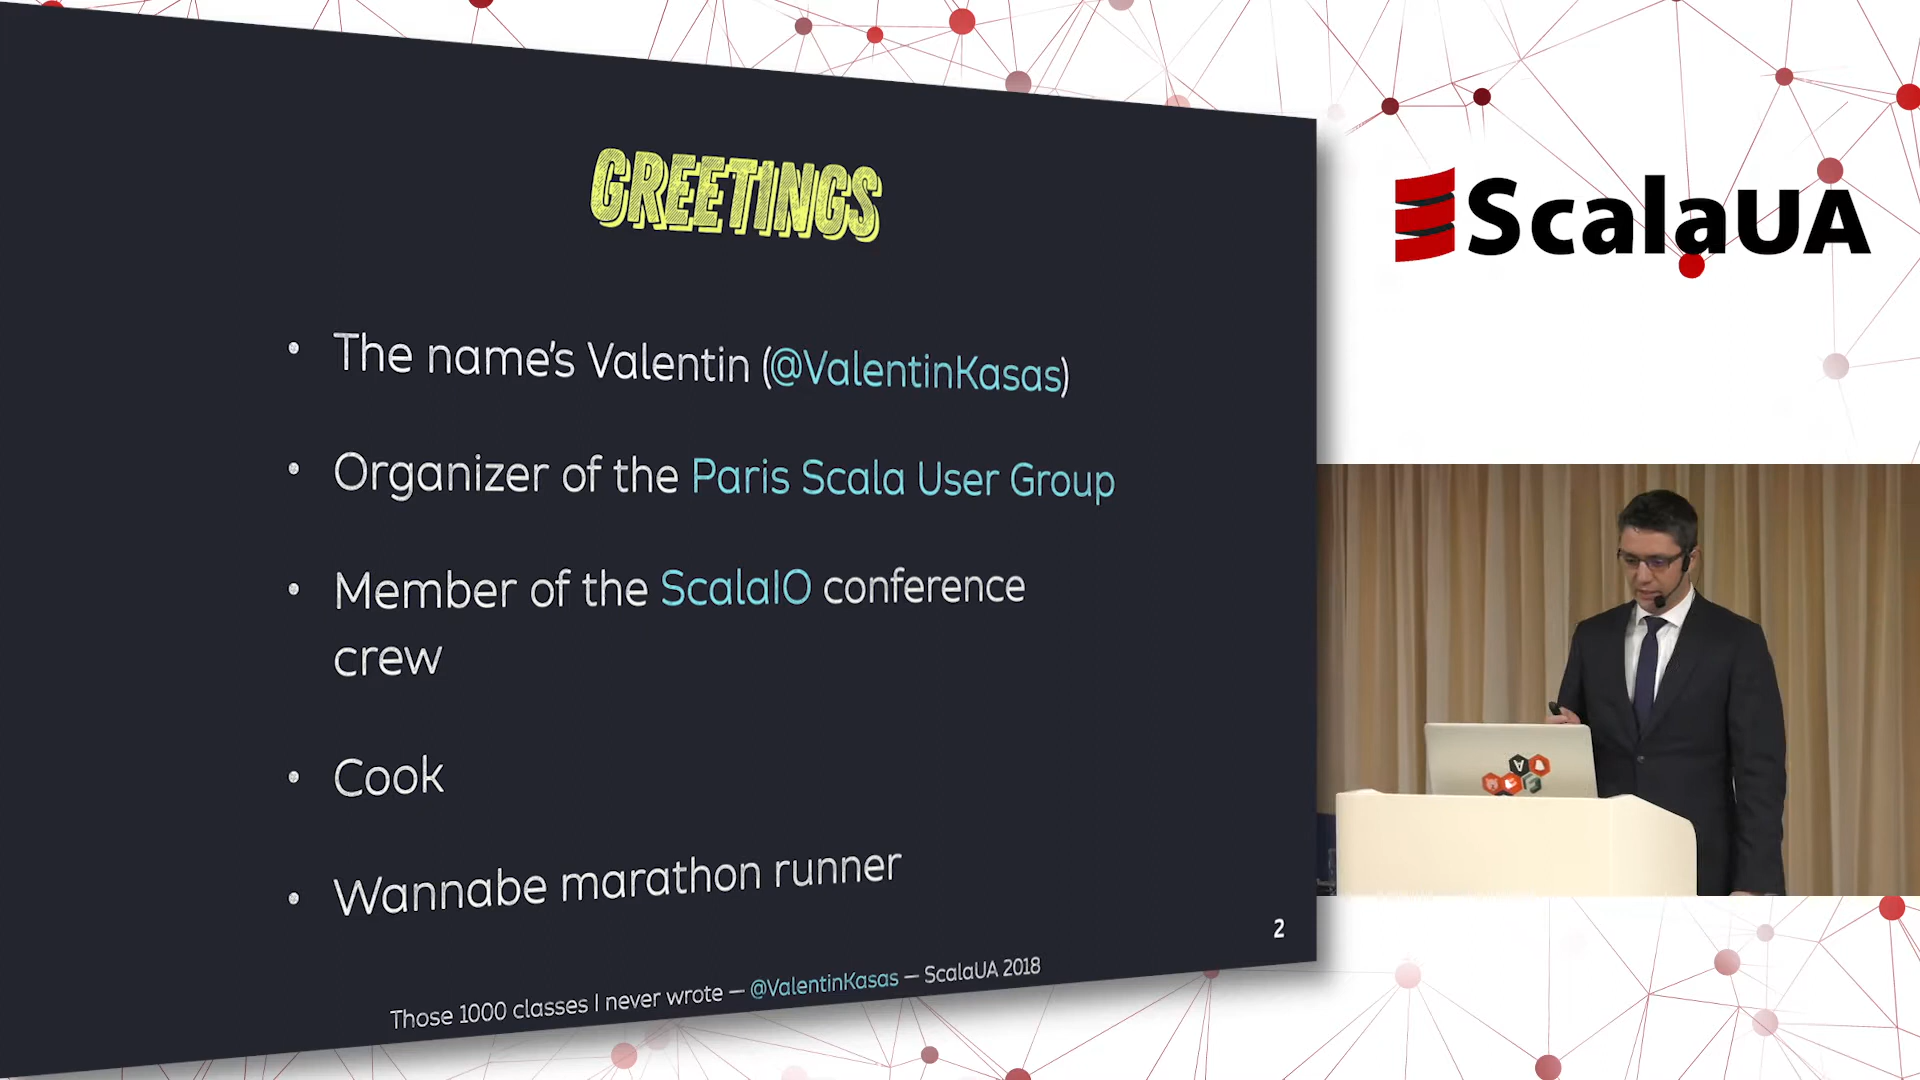 GREETINGS
• The name's Valentin (@ValentinKasas)
• Organizer of the Paris Scala User Group
• Member of the ScalaIO conference
crew
• Cook
• Wannabe marathon runner
2
Those 1000 classes I never wrote — @ValentinKasas — ScalaUA 2018
ScalaUA